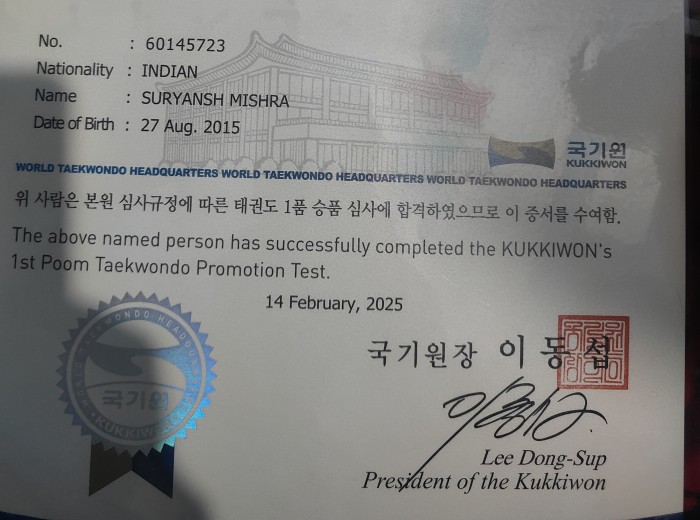 No. : 60145723
Nationality : INDIAN
Name : SURYANSH MISHRA
Date of Birth : 27 Aug. 2015
국기원
KUKKIWON
WORLD TAEKWONDO HEADQUARTERS WORLD TAEKWONDO HEADQUARTERS WORLD TAEKWONDO HEADQUARTERS
위 사람은 본원 심사규정에 따른 태권도 1품 승품 심사에 합격하였으므로 이 증서를 수여함.
The above named person has successfully completed the KUKKIWON's
1st Poom Taekwondo Promotion Test.
14 February, 2025
국기원
KUKKIWON
국기원장 이동섭
Lee Dong-Sup
President of the Kukkiwon